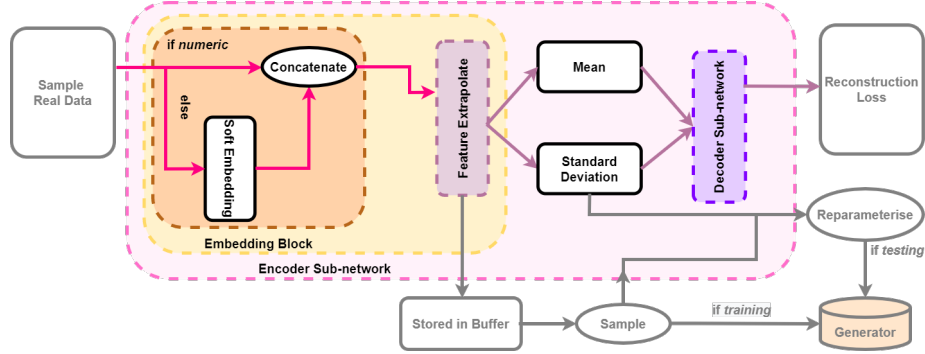 if numeric
Concatenate
Sample
Real Data
else
Soft Embedding
Embedding Block
Encoder Sub-network
Feature Extrapolate
Mean
Standard
Deviation
Decoder Sub-network
Reconstruction
Loss
Reparameterise
if testing
Stored in Buffer
Sample
if training
Generator